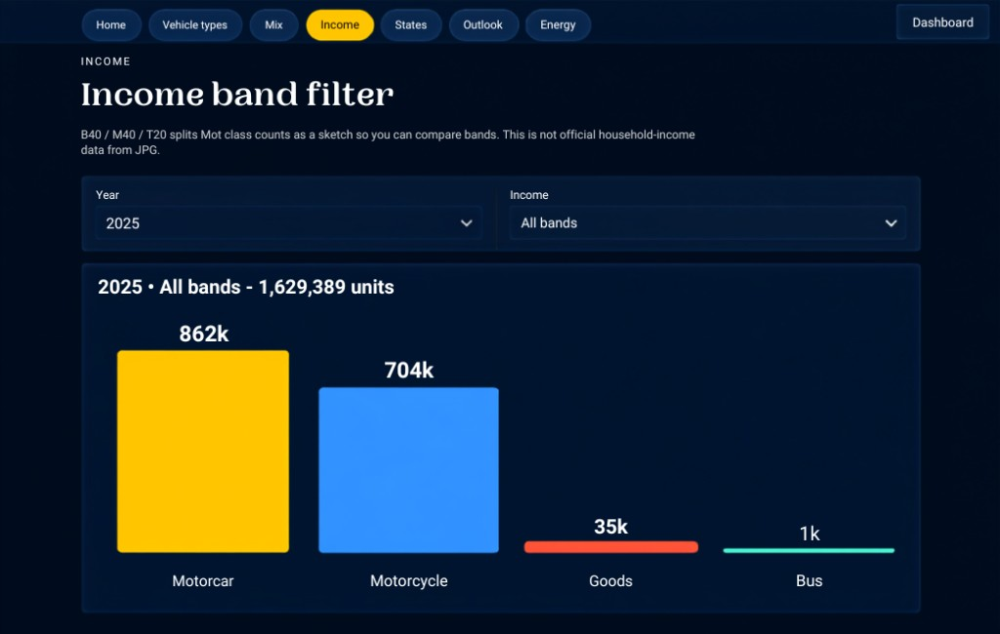 Home
Vehicle types
Mix
Income
States
Outlook
Energy
Dashboard
INCOME
Income band filter
B40 / M40 / T20 splits Mot class counts as a sketch so you can compare bands. This is not official household-income
data from JPG.
Year
Income
2025
All bands
2025 • All bands - 1,629,389 units
862k
704k
35k
1k
Motorcar
Motorcycle
Goods
Bus